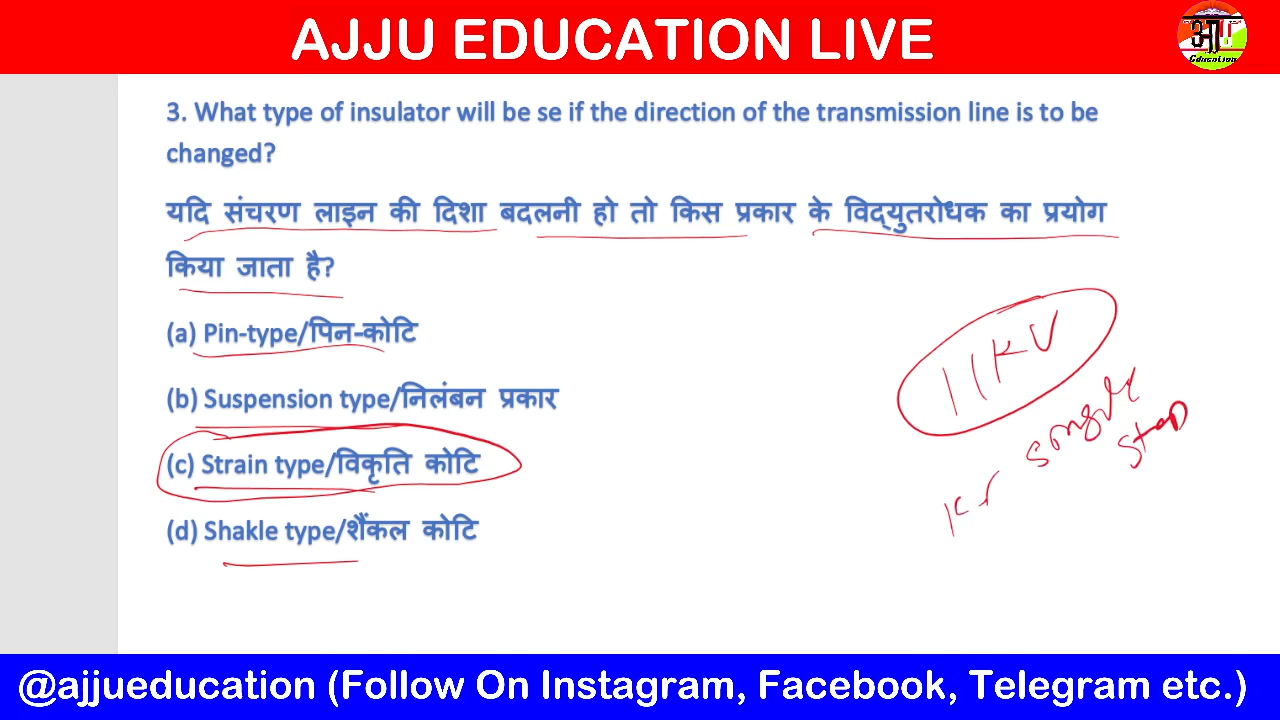 AJJU EDUCATION LIVE
आपु
Education
3. What type of insulator will be se if the direction of the transmission line is to be
changed?
यदि संचरण लाइन की दिशा बदलनी हो तो किस प्रकार के विद्युतरोधक का प्रयोग
किया जाता है?
(a) Pin-type/पिन-कोटि
(b) Suspension type/निलंबन प्रकार
(c) Strain type/विकृति कोटि
(d) Shakle type/शैंकल कोटि
11KV
@ajjueducation (Follow On Instagram, Facebook, Telegram etc.)